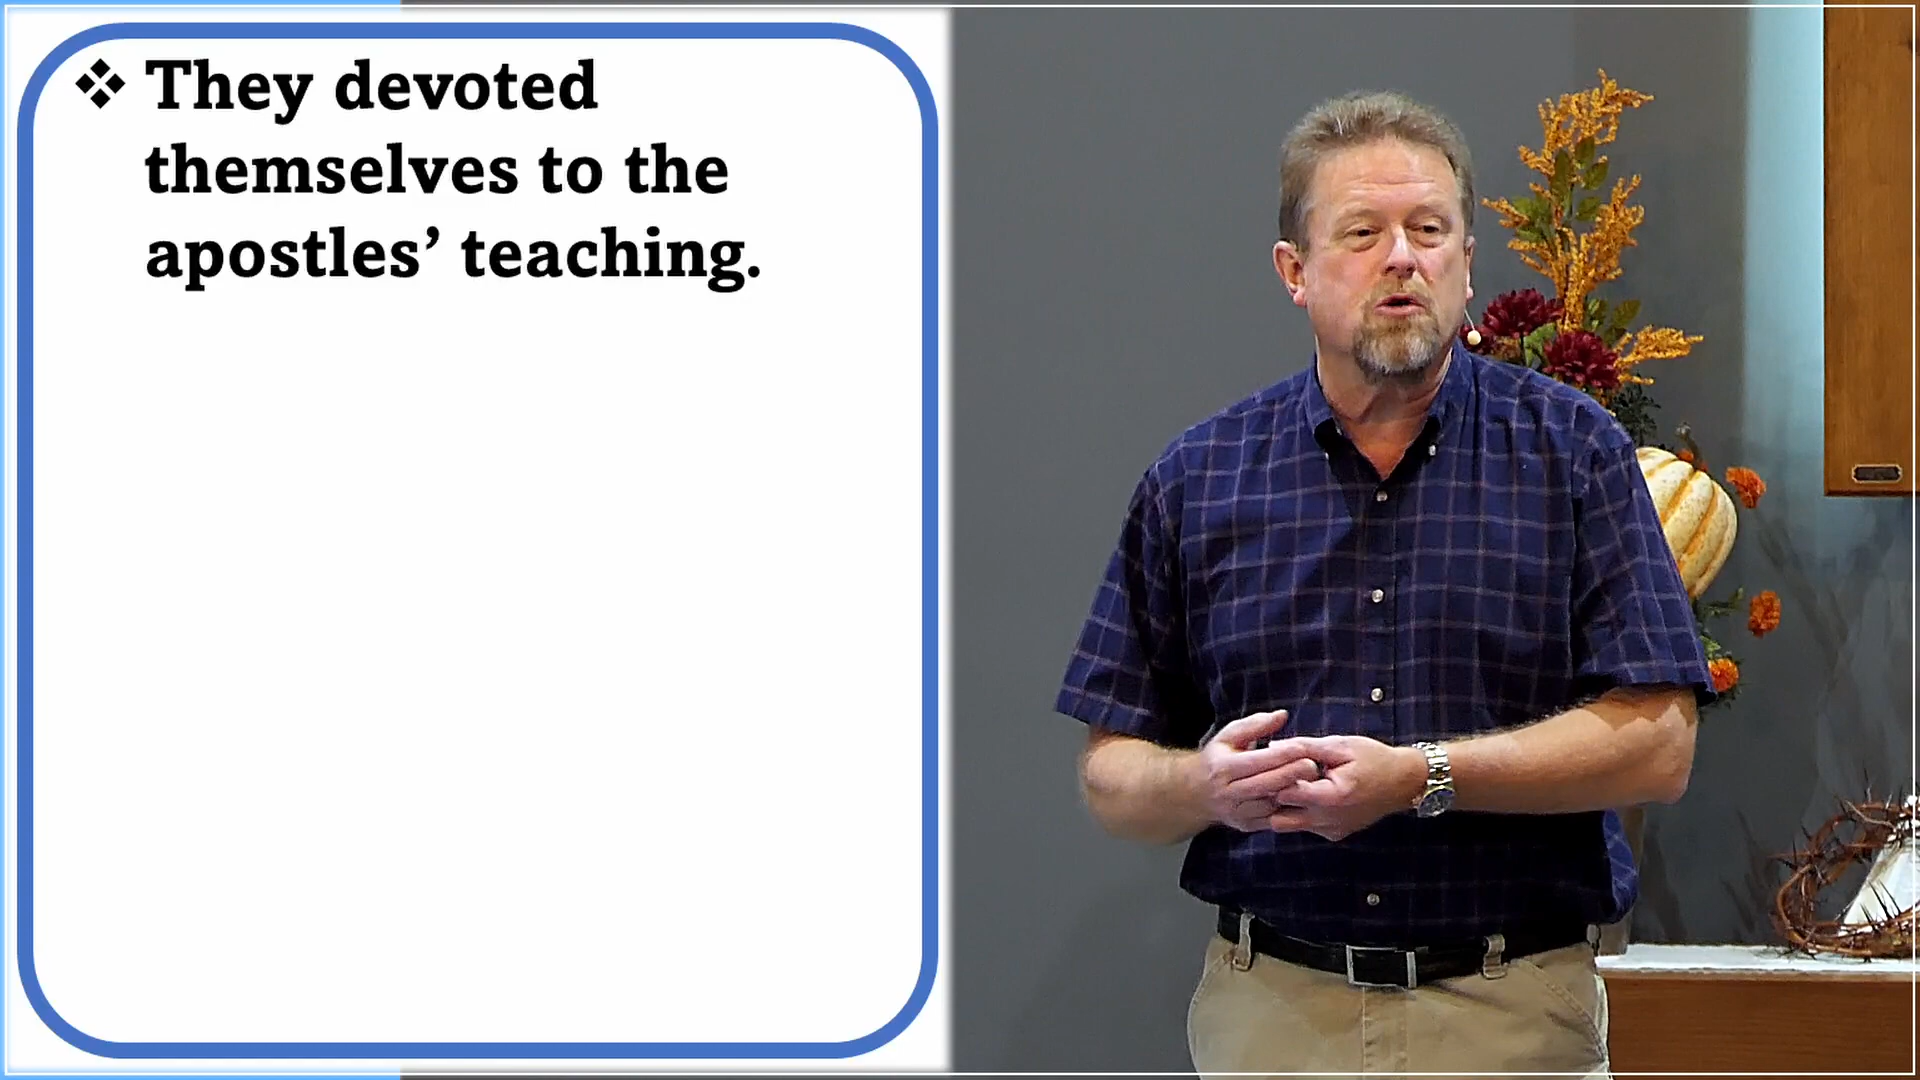 ❖ They devoted
themselves to the
apostles’ teaching.